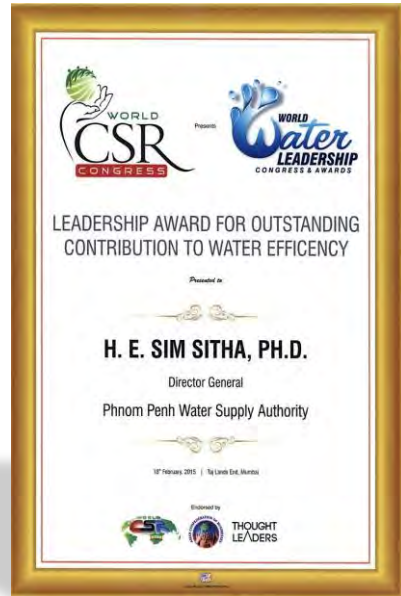 WORLD
CSR
CONGRESS
Presents
WORLD
Water
LEADERSHIP
CONGRESS & AWARDS
LEADERSHIP AWARD FOR OUTSTANDING
CONTRIBUTION TO WATER EFFICENCY
Presented to
H. E. SIM SITHA, PH.D.
Director General
Phnom Penh Water Supply Authority
18th February, 2015 | Taj Lands End, Mumbai
Endorsed by
WORLD
CSR
THOUGHT
LEADERS